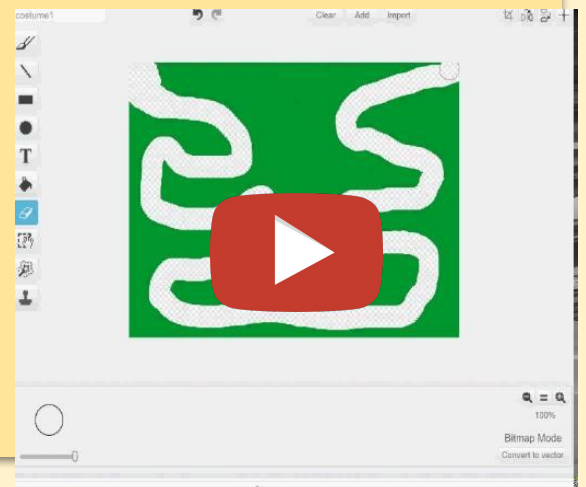 costume1
Clear Add Import
T
100%
Bitmap Mode
Convert to vector